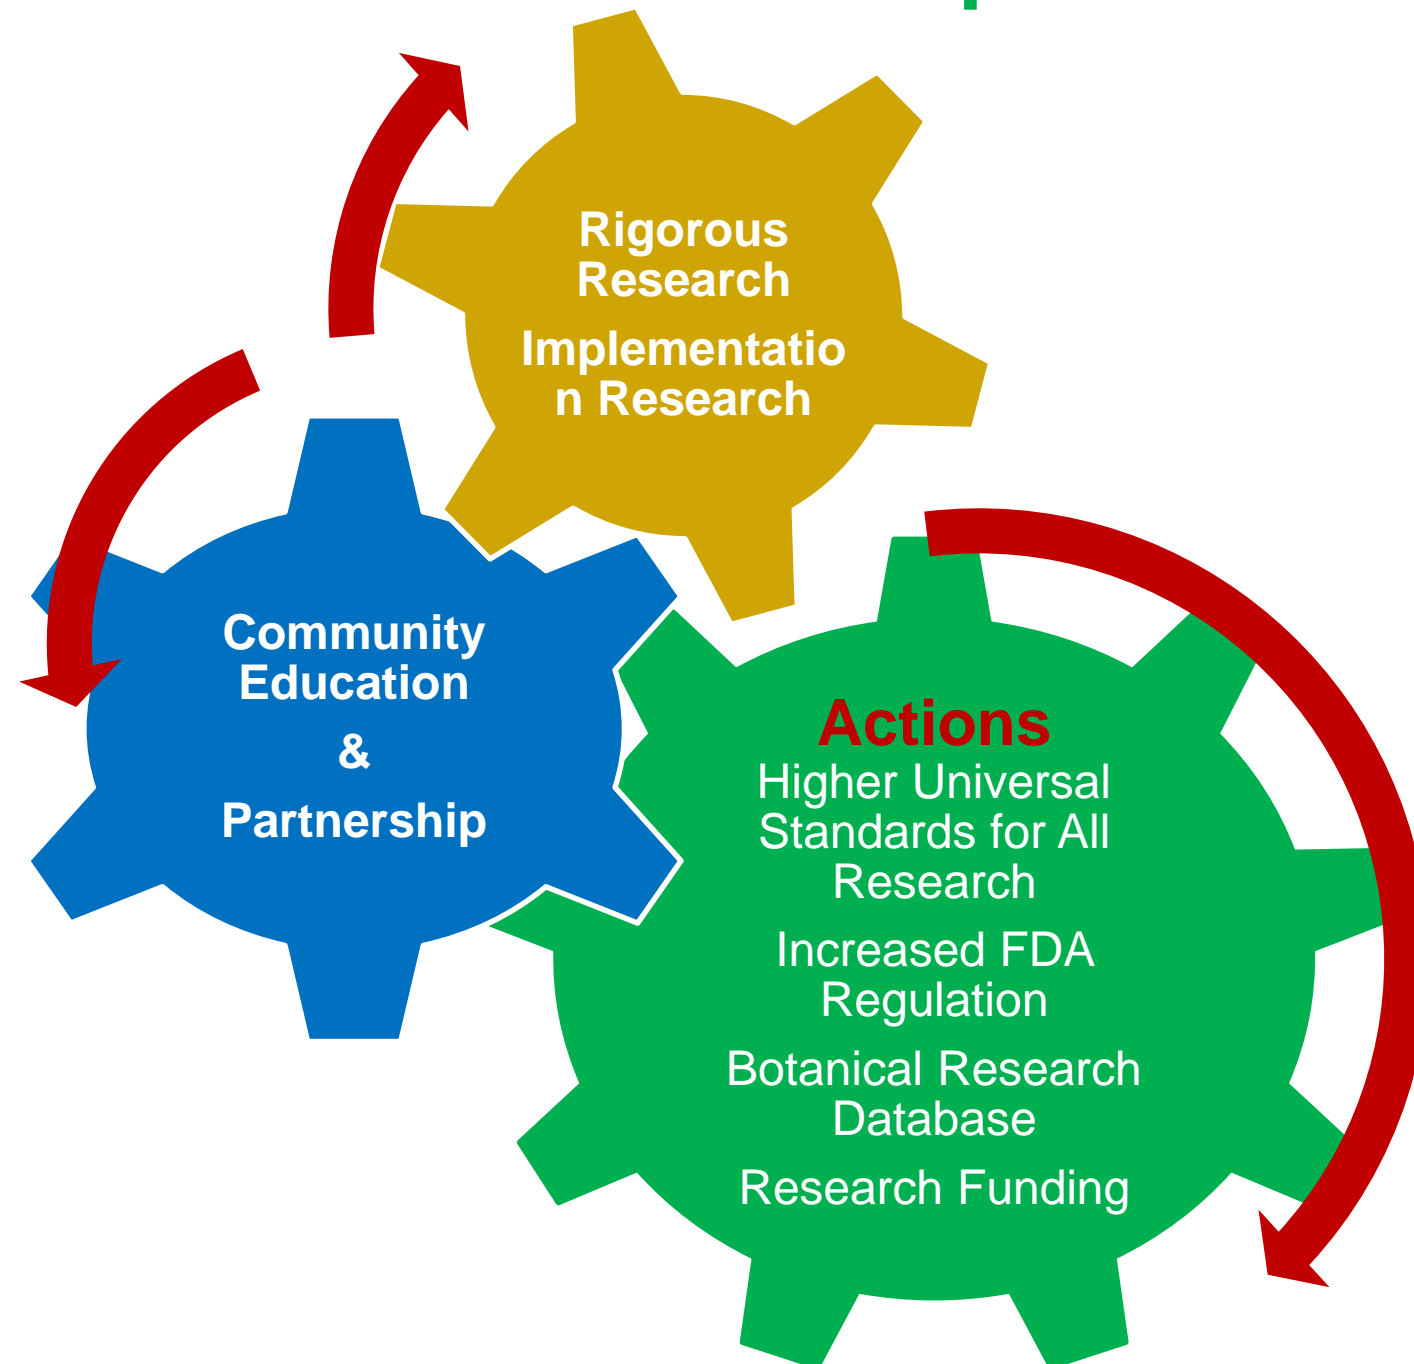 Rigorous
Research
Implementatio
n Research
Community
Education
&
Partnership
Actions
Higher Universal
Standards for All
Research
Increased FDA
Regulation
Botanical Research
Database
Research Funding